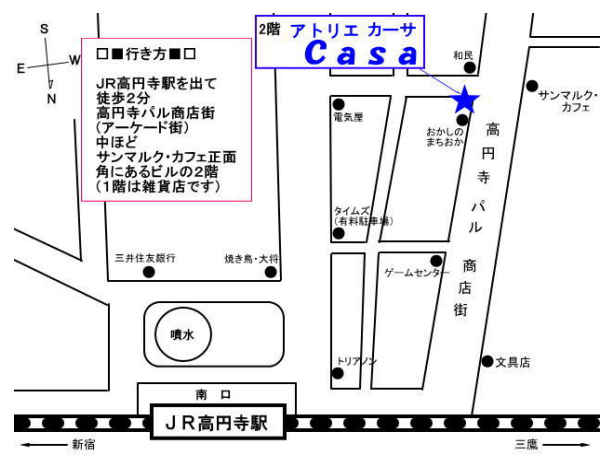 S
E
W
N
□■行き方■□
JR高円寺駅を出て
徒歩2分
高円寺パル商店街
(アーケード街)
中ほど
サンマルク・カフェ正面
角にあるビルの2階
(1階は雑貨店です)
2階 アトリエ カーサ
Casa
和民
サンマルク・
カフェ
電気屋
おかしの
まちおか
高円寺パル商店街
タイムズ
(有料駐車場)
三井住友銀行
焼き鳥・大将
ゲームセンター
噴水
トリアノン
文具店
南口
JR高円寺駅
新宿
三鷹